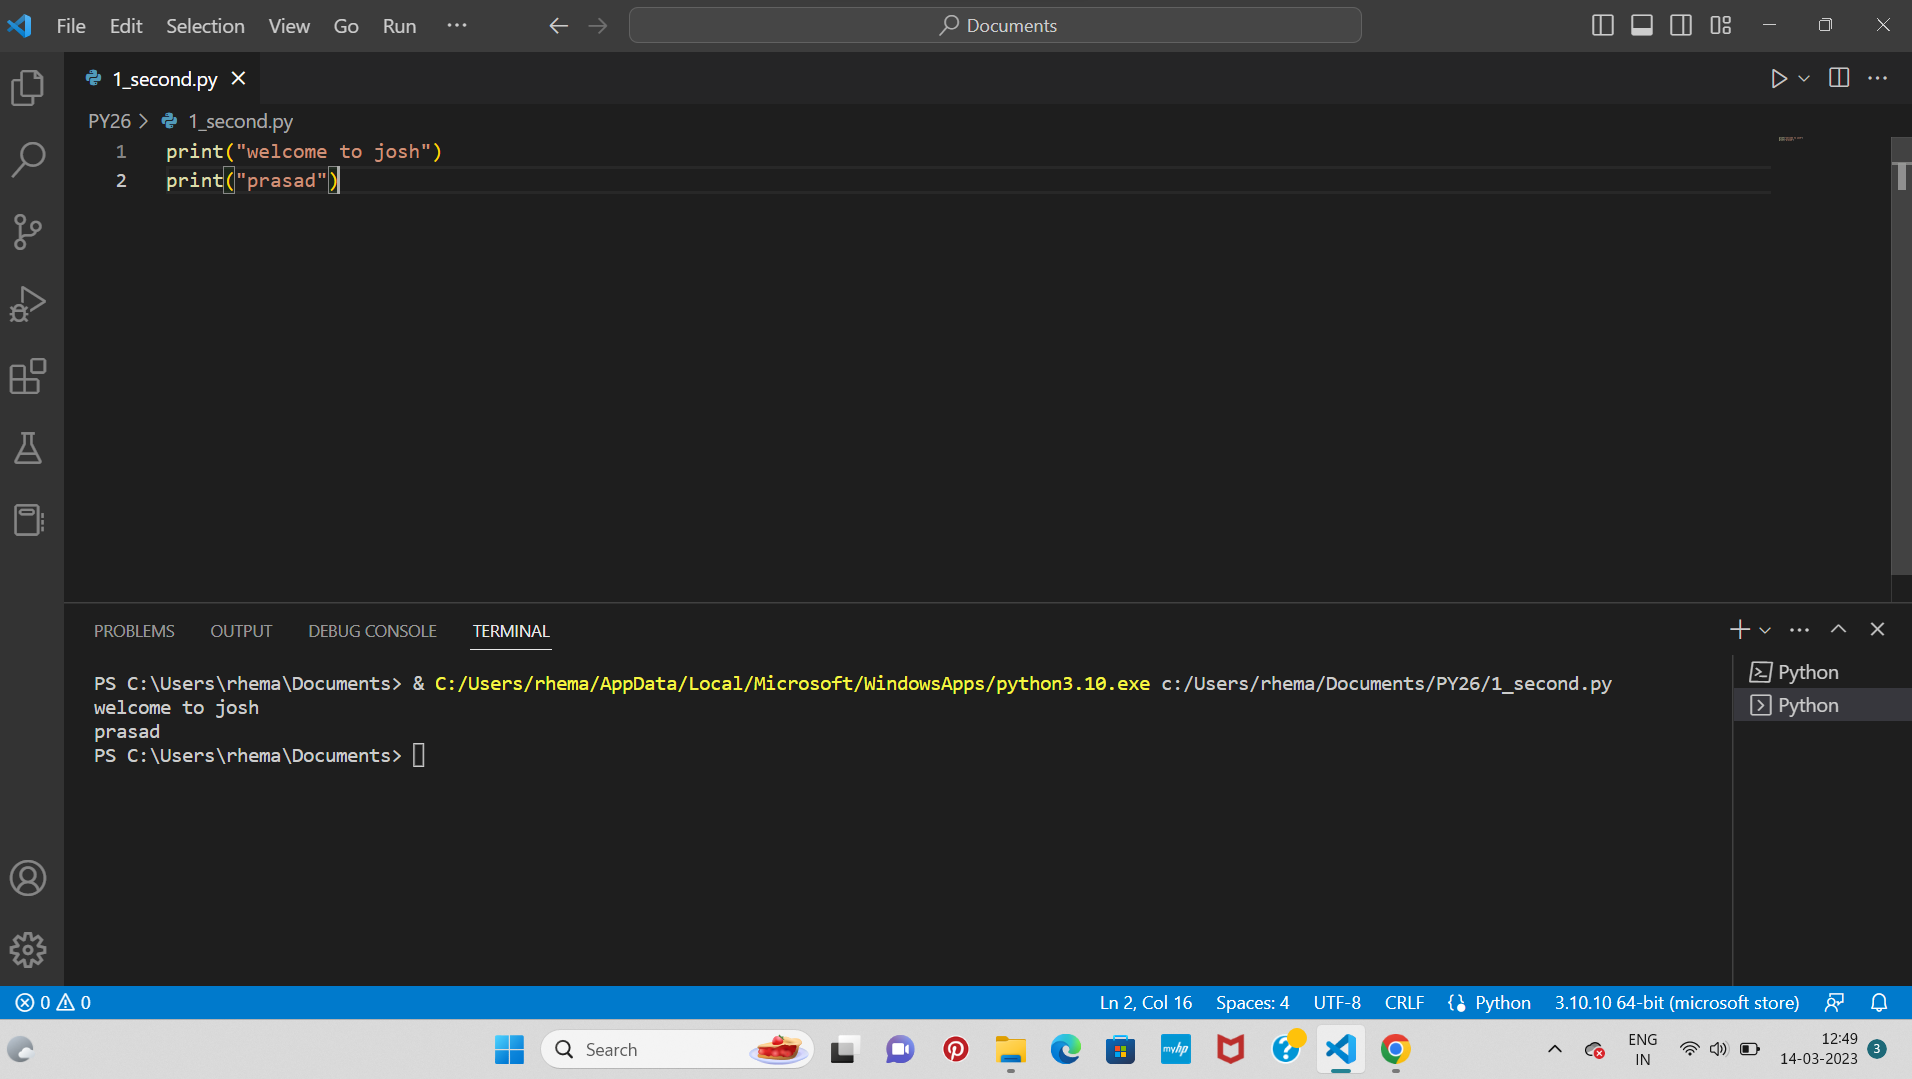 File Edit Selection View Go Run ··· Documents
1_second.py
PY26 > 1_second.py
1 print("welcome to josh")
2 print("prasad")
PROBLEMS OUTPUT DEBUG CONSOLE TERMINAL
PS C:\Users\rhema\Documents> & C:/Users/rhema/AppData/Local/Microsoft/WindowsApps/python3.10.exe c:/Users/rhema/Documents/PY26/1_second.py
welcome to josh
prasad
PS C:\Users\rhema\Documents>
Python
Python
0 0 Ln 2, Col 16 Spaces: 4 UTF-8 CRLF Python 3.10.10 64-bit (microsoft store)
Search
myhp
ENG
IN
12:49
14-03-2023
3